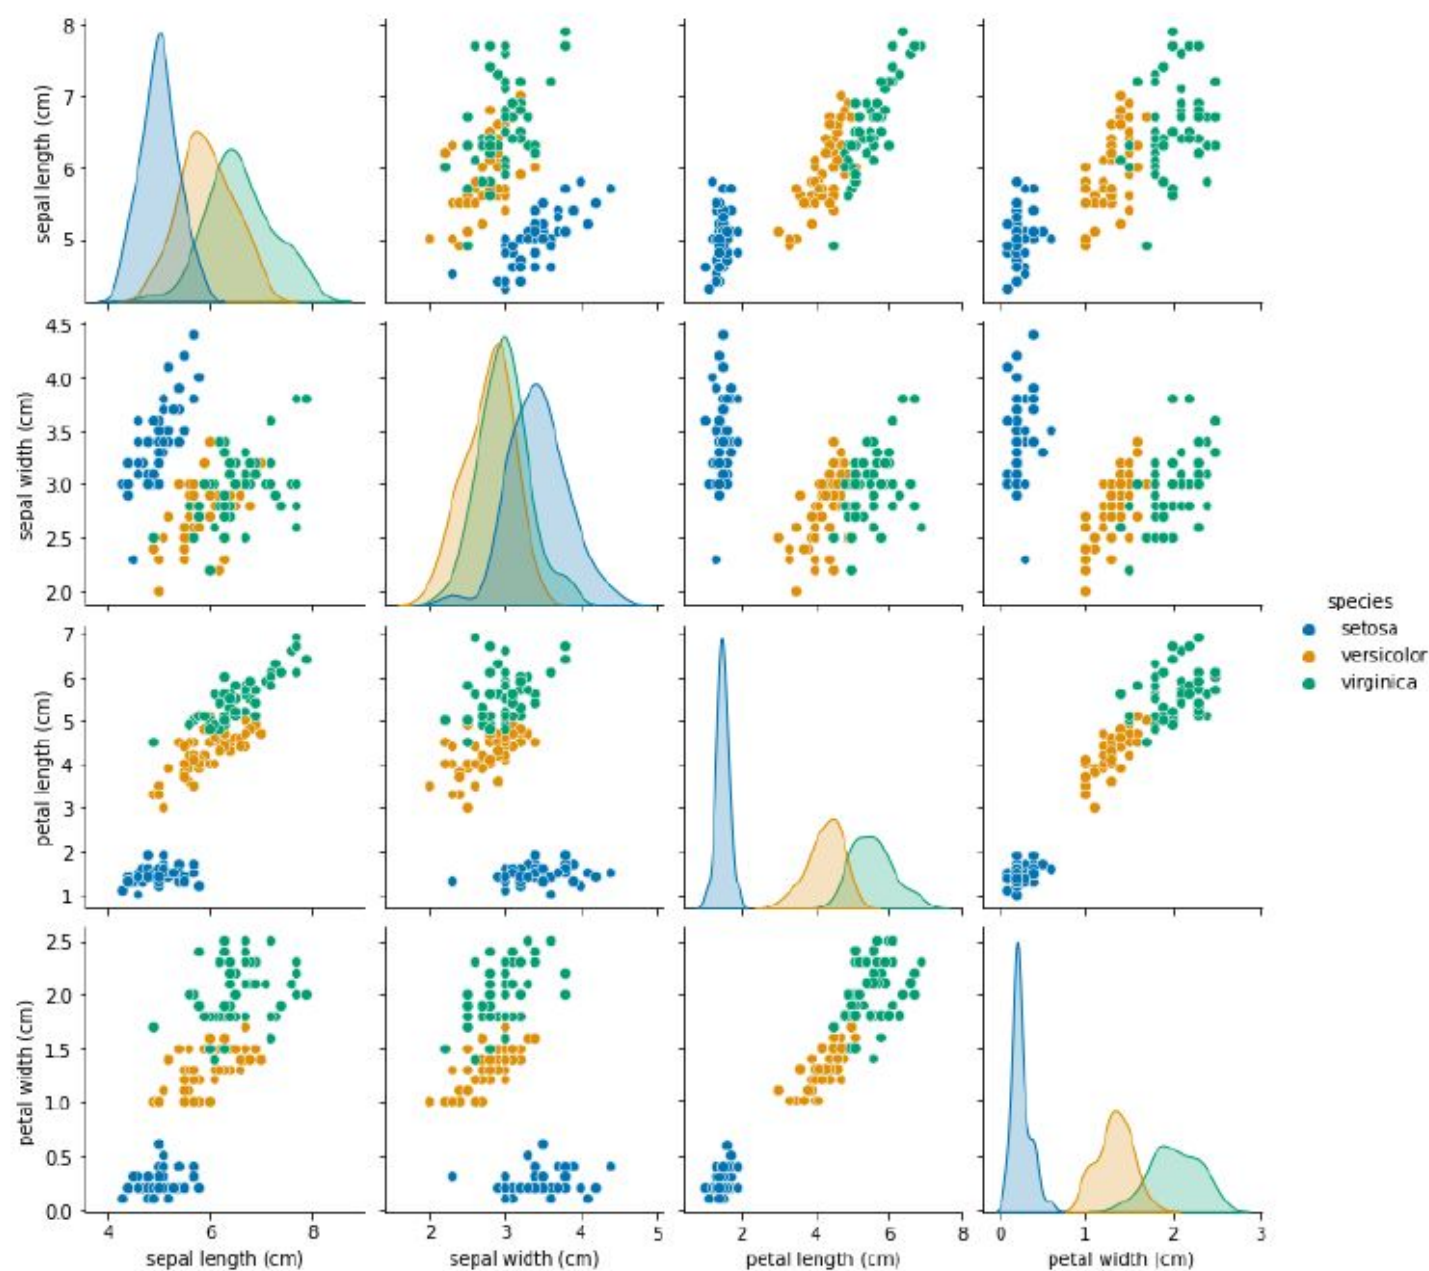 8
7
6
5
sepal length (cm)
4.5
4.0
3.5
3.0
2.5
2.0
sepal width (cm)
species
setosa
versicolor
virginica
7
6
5
4
3
2
1
petal length (cm)
2.5
2.0
1.5
1.0
0.5
0.0
petal width (cm)
4 6 8
2 3 4 5
2 4 6 8
0 1 2 3
sepal length (cm)
sepal width (cm)
petal length (cm)
petal width (cm)